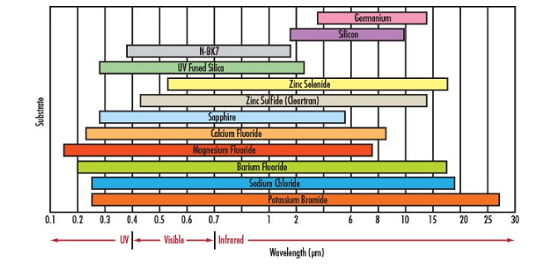 Germanium
Silicon
N-BK7
UV Fused Silica
Zinc Selenide
Zinc Sulfide (Cleartran)
Sapphire
Calcium Fluoride
Magnesium Fluoride
Barium Fluoride
Sodium Chloride
Potassium Bromide
Substrate
0.1 0.2 0.3 0.4 0.5 0.6 0.7 1 2 6 8 10 15 20 25 30
UV Visible Infrared
Wavelength (μm)